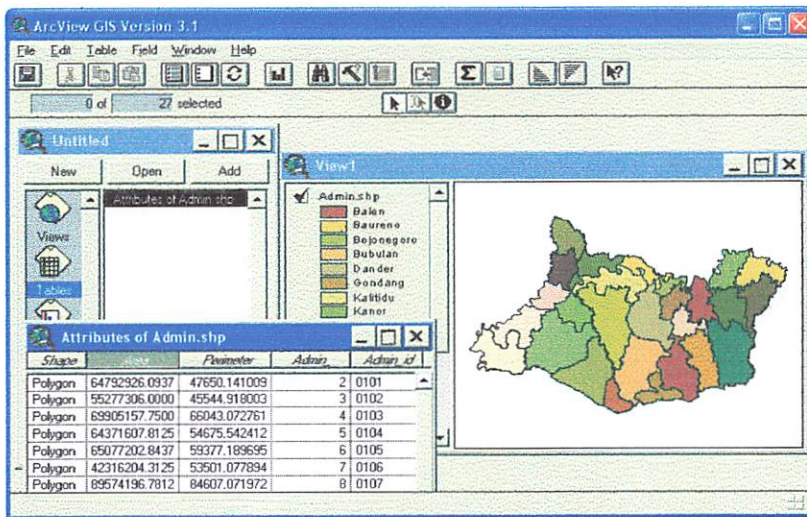 ArcView GIS Version 3.1
File Edit Table Field Window Help
0 of 27 selected
Untitled
New Open Add
Views
Tables
Attributes of Admin.shp
View1
Admin.shp
Balen
Baureno
Bojonegoro
Bubulan
Dander
Gondang
Kalitidu
Kanor
Attributes of Admin.shp
Shape Area Perimeter Admin_ Admin_id
Polygon 64792926.0937 47650.141009 2 0101
Polygon 55277306.0000 45544.918003 3 0102
Polygon 69905157.7500 66043.072761 4 0103
Polygon 64371607.8125 54675.542412 5 0104
Polygon 65077202.8437 59377.189695 6 0105
Polygon 42316204.3125 53501.077894 7 0106
Polygon 89574196.7812 84607.071972 8 0107